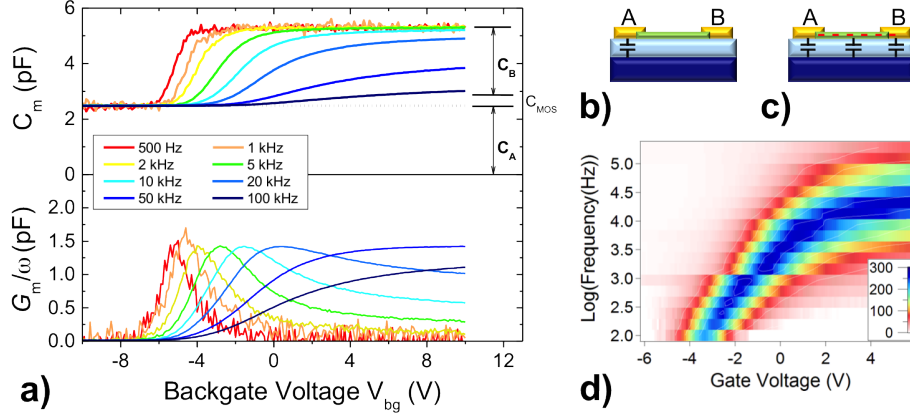 C_m (pF)
6
4
2
0
C_B
C_MOS
C_A
500 Hz 1 kHz
2 kHz 5 kHz
10 kHz 20 kHz
50 kHz 100 kHz
G_m/ω (pF)
1.5
1.0
0.5
0.0
-8 -4 0 4 8 12
Backgate Voltage V_bg (V)
a)
A B
b)
A B
c)
Log(Frequency(Hz))
5.0
4.5
4.0
3.5
3.0
2.5
2.0
300
200
100
0
-6 -4 -2 0 2 4
Gate Voltage (V)
d)